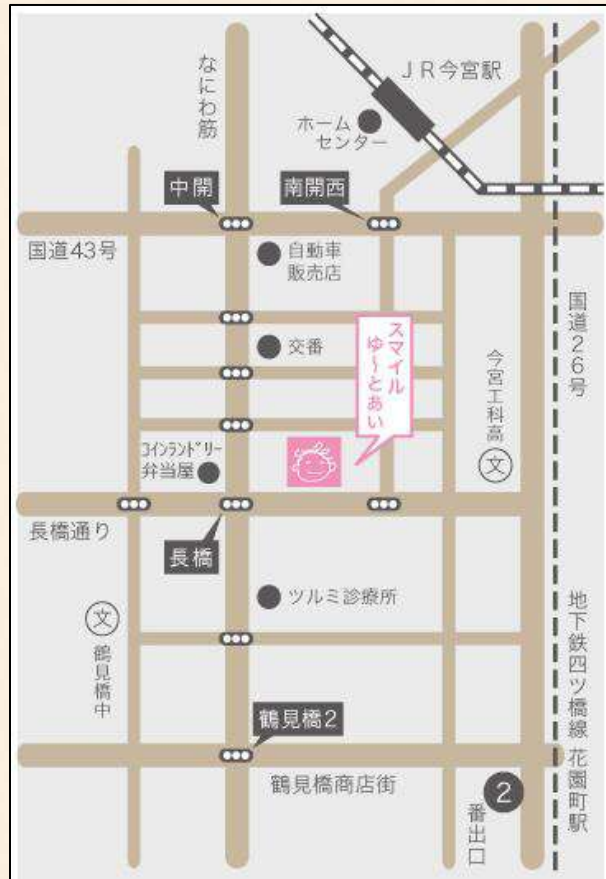 なにわ筋
JR今宮駅
ホーム
センター
中開
南開西
国道43号
自動車
販売店
国道26号
交番
スマイル
ゆ〜とあい
今宮工科高
文
コインランドリー
弁当屋
長橋通り
長橋
ツルミ診療所
文
鶴見橋中
地下鉄四ツ橋線 花園町駅
鶴見橋2
鶴見橋商店街
2
番出口